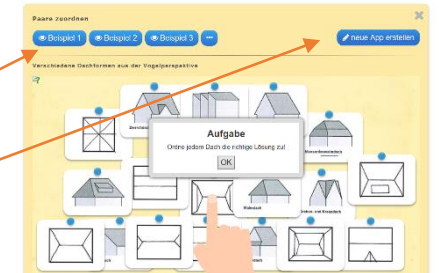 Paare zuordnen
Beispiel 1
Beispiel 2
Beispiel 3
neue App erstellen
Verschiedene Dachformen aus der Vogelperspektive
Aufgabe
Ordne jedem Dach die richtige Lösung zu!
OK